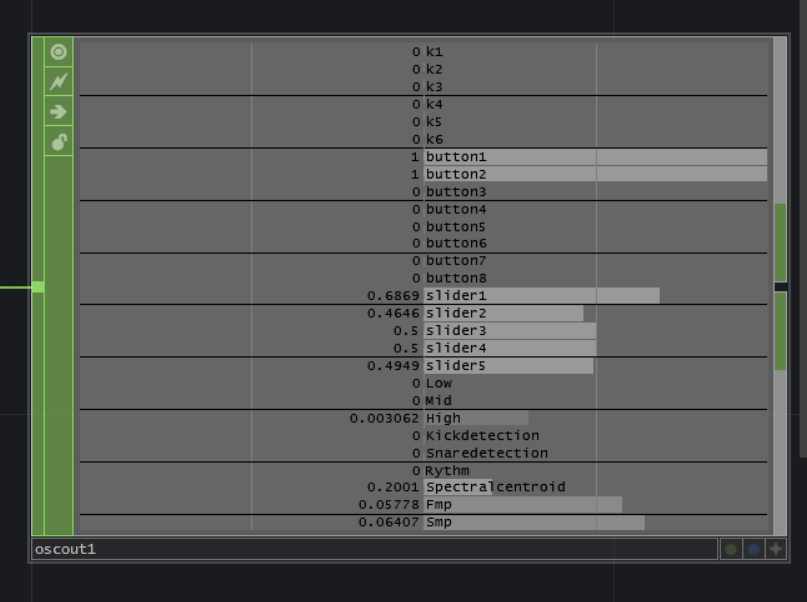 0 k1
0 k2
0 k3
0 k4
0 k5
0 k6
1 button1
1 button2
0 button3
0 button4
0 button5
0 button6
0 button7
0 button8
0.6869 slider1
0.4646 slider2
0.5 slider3
0.5 slider4
0.4949 slider5
0 Low
0 Mid
0.003062 High
0 Kickdetection
0 Snaredetection
0 Rythm
0.2001 Spectralcentroid
0.05778 Fmp
0.06407 Smp
oscout1